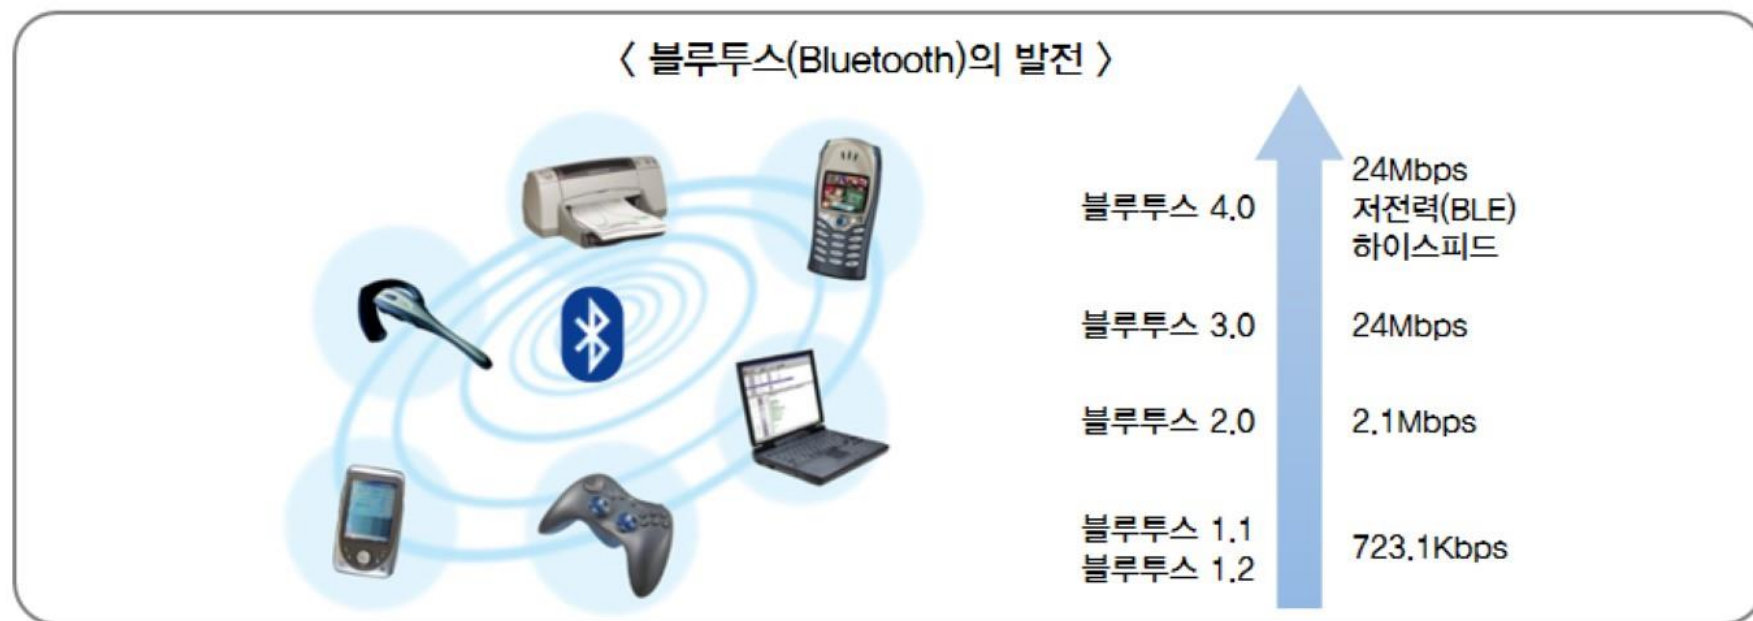 〈 블루투스(Bluetooth)의 발전 〉
블루투스 4.0
24Mbps
저전력(BLE)
하이스피드
블루투스 3.0
24Mbps
블루투스 2.0
2.1Mbps
블루투스 1.1
블루투스 1.2
723.1Kbps